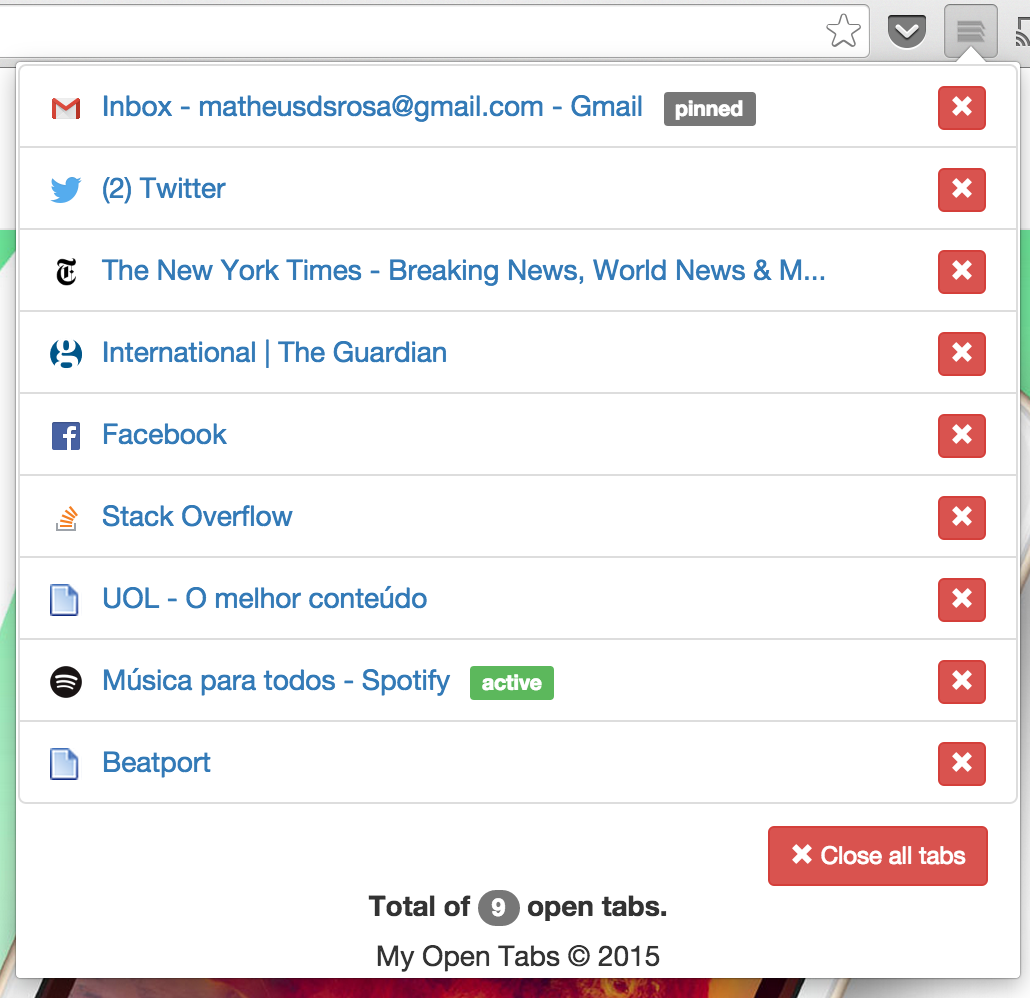 Inbox - matheusdsrosa@gmail.com - Gmail pinned
(2) Twitter
The New York Times - Breaking News, World News & M...
International | The Guardian
Facebook
Stack Overflow
UOL - O melhor conteúdo
Música para todos - Spotify active
Beatport
Close all tabs
Total of 9 open tabs.
My Open Tabs © 2015